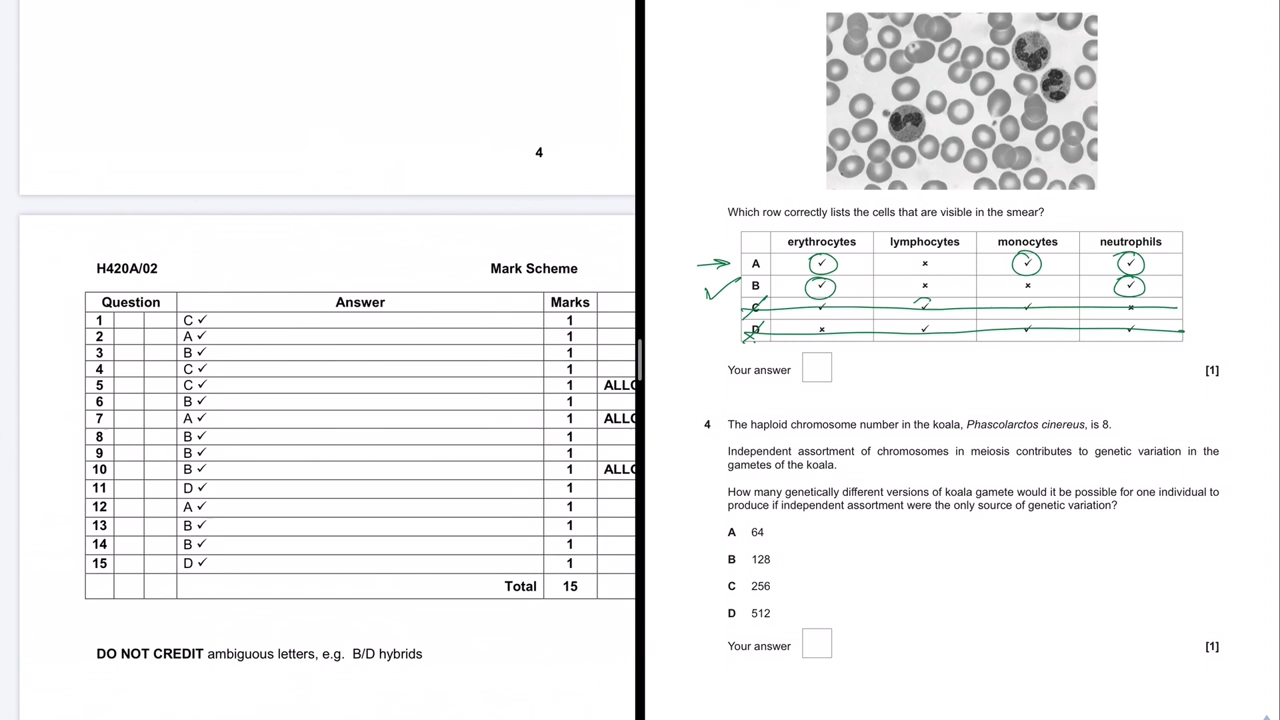 4
H420A/02 Mark Scheme
Question Answer Marks
1 C ✓ 1
2 A ✓ 1
3 B ✓ 1
4 C ✓ 1
5 C ✓ 1 ALLO
6 B ✓ 1
7 A ✓ 1 ALLO
8 B ✓ 1
9 B ✓ 1
10 B ✓ 1 ALLO
11 D ✓ 1
12 A ✓ 1
13 B ✓ 1
14 B ✓ 1
15 D ✓ 1
Total 15
DO NOT CREDIT ambiguous letters, e.g. B/D hybrids
Which row correctly lists the cells that are visible in the smear?
erythrocytes lymphocytes monocytes neutrophils
A ✓ × ✓ ✓
B ✓ × × ✓
C ✓ ✓ ✓ ×
D × ✓ ✓ ✓
Your answer [1]
4 The haploid chromosome number in the koala, Phascolarctos cinereus, is 8.
Independent assortment of chromosomes in meiosis contributes to genetic variation in the
gametes of the koala.
How many genetically different versions of koala gamete would it be possible for one individual to
produce if independent assortment were the only source of genetic variation?
A 64
B 128
C 256
D 512
Your answer [1]